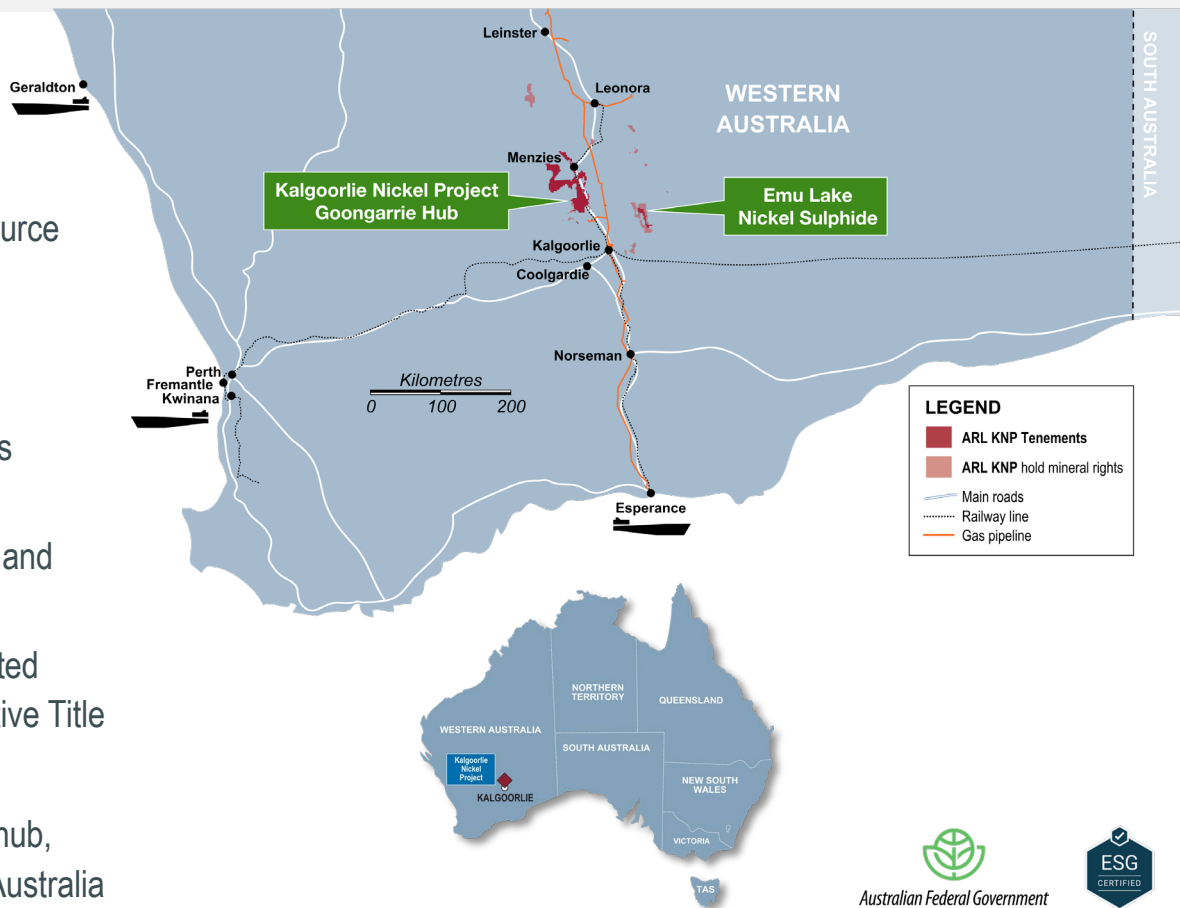 urce
s
and
ted
tive Title
hub,
Australia
Leinster
Geraldton
Leonora
WESTERN
AUSTRALIA
SOUTH AUSTRALIA
Menzies
Kalgoorlie Nickel Project
Goongarrie Hub
Emu Lake
Nickel Sulphide
Kalgoorlie
Coolgardie
Norseman
Perth
Fremantle
Kwinana
Kilometres
0 100 200
Esperance
LEGEND
ARL KNP Tenements
ARL KNP hold mineral rights
Main roads
Railway line
Gas pipeline
NORTHERN
TERRITORY
QUEENSLAND
WESTERN AUSTRALIA
SOUTH AUSTRALIA
Kalgoorlie
Nickel
Project
KALGOORLIE
NEW SOUTH
WALES
VICTORIA
TAS
Australian Federal Government
ESG
CERTIFIED